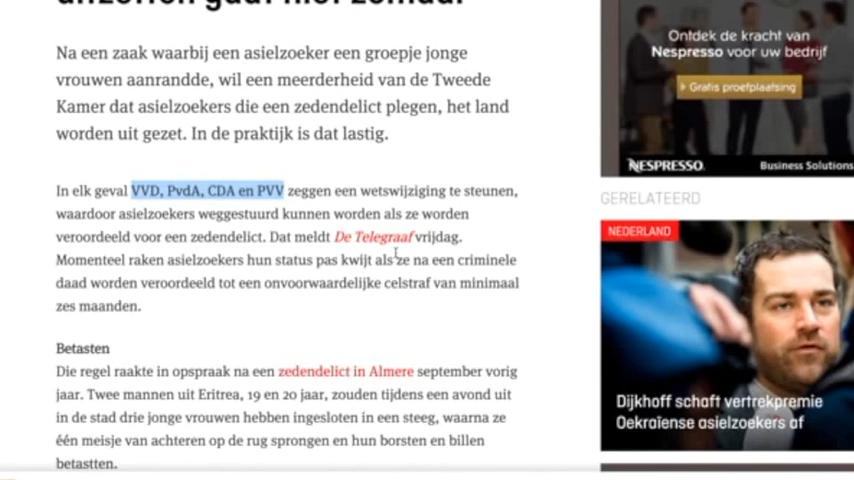 uitzetten gaat niet zomaar
Na een zaak waarbij een asielzoeker een groepje jonge
vrouwen aanrandde, wil een meerderheid van de Tweede
Kamer dat asielzoekers die een zedendelict plegen, het land
worden uit gezet. In de praktijk is dat lastig.
In elk geval VVD, PvdA, CDA en PVV zeggen een wetswijziging te steunen,
waardoor asielzoekers weggestuurd kunnen worden als ze worden
veroordeeld voor een zedendelict. Dat meldt De Telegraaf vrijdag.
Momenteel raken asielzoekers hun status pas kwijt als ze na een criminele
daad worden veroordeeld tot een onvoorwaardelijke celstraf van minimaal
zes maanden.
Betasten
Die regel raakte in opspraak na een zedendelict in Almere september vorig
jaar. Twee mannen uit Eritrea, 19 en 20 jaar, zouden tijdens een avond uit
in de stad drie jonge vrouwen hebben ingesloten in een steeg, waarna ze
één meisje van achteren op de rug sprongen en hun borsten en billen
betastten.
Ontdek de kracht van
Nespresso voor uw bedrijf
Gratis proefplaatsing
NESPRESSO. Business Solutions
GERELATEERD
NEDERLAND
Dijkhoff schaft vertrekpremie
Oekraïense asielzoekers af